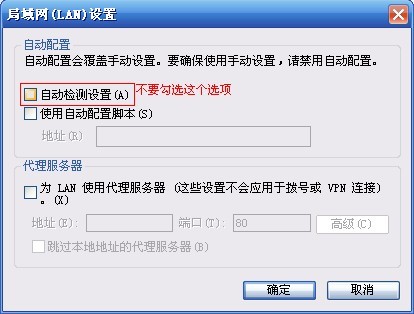 局域网(LAN)设置
自动配置
自动配置会覆盖手动设置。要确保使用手动设置，请禁用自动配置。
自动检测设置(A) 不要勾选这个选项
使用自动配置脚本(S)
地址(R)
代理服务器
为 LAN 使用代理服务器（这些设置不会应用于拨号或 VPN 连接）
。(X)
地址(E): 端口(T): 80 高级(C)
跳过本地地址的代理服务器(B)
确定 取消